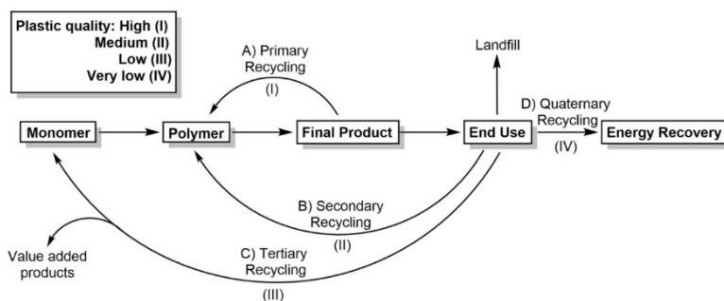 Plastic quality: High (I)
Medium (II)
Low (III)
Very low (IV)
A) Primary
Recycling
(I)
Landfill
D) Quaternary
Recycling
(IV)
Monomer
Polymer
Final Product
End Use
Energy Recovery
B) Secondary
Recycling
(II)
Value added
products
C) Tertiary
Recycling
(III)